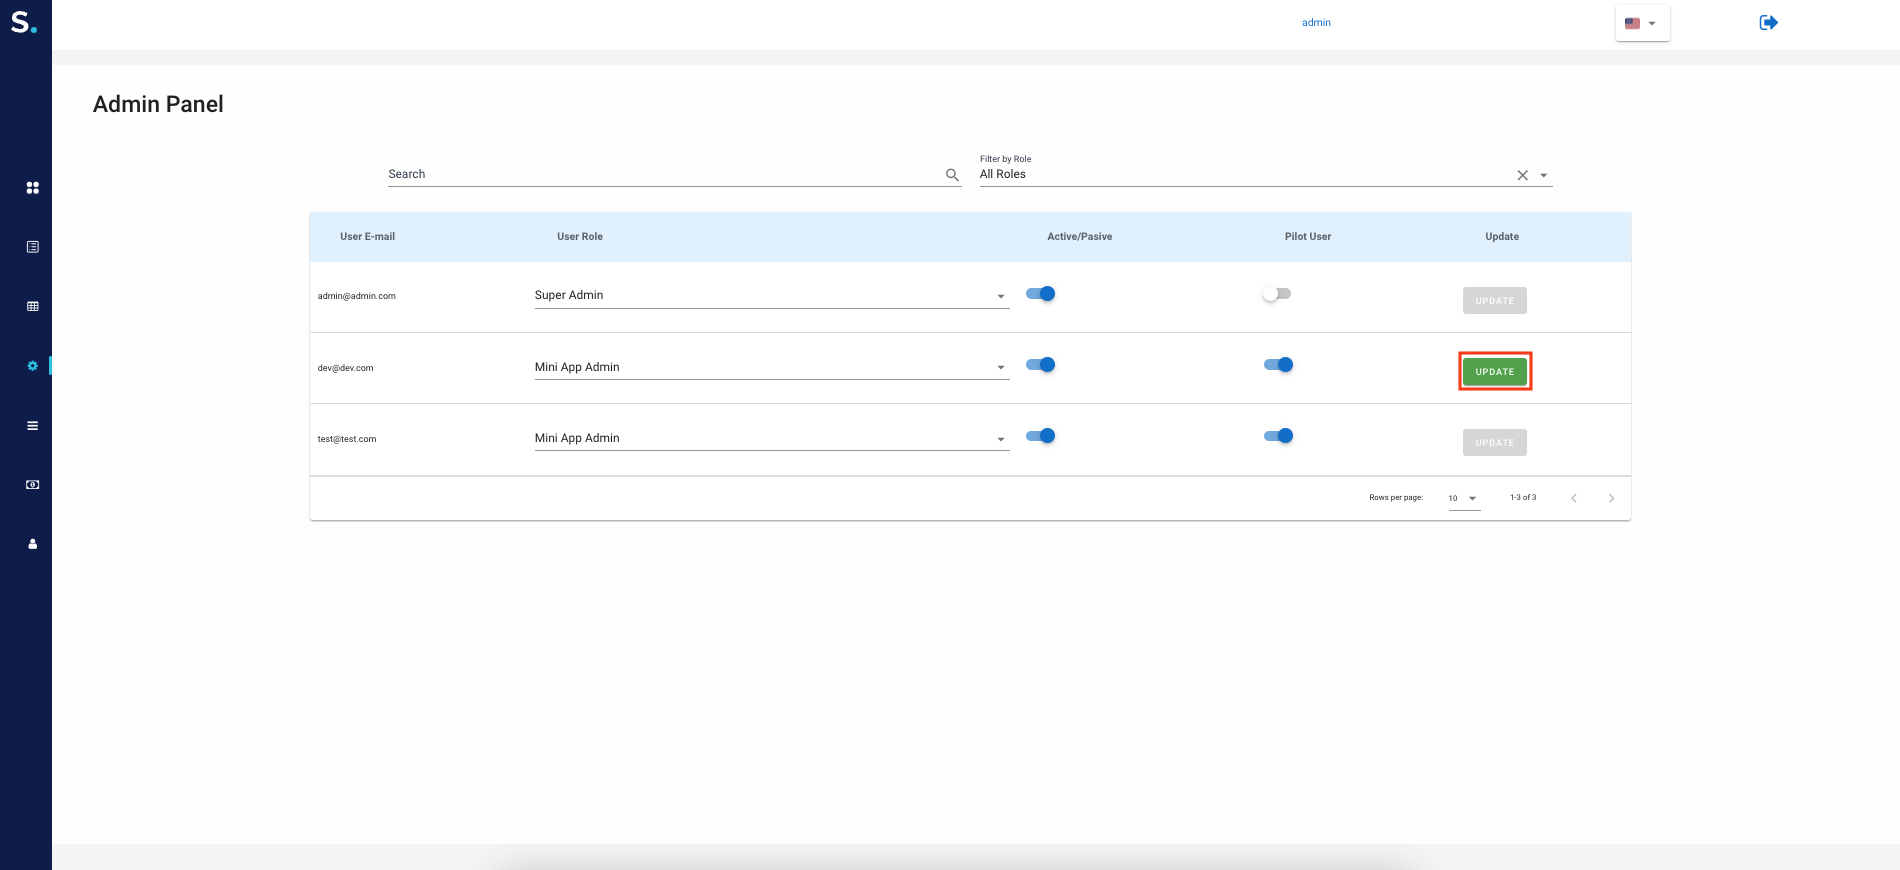 S.
admin
Admin Panel
Filter by Role
Search
All Roles
User E-mail User Role Active/Pasive Pilot User Update
admin@admin.com Super Admin UPDATE
dev@dev.com Mini App Admin UPDATE
test@test.com Mini App Admin UPDATE
Rows per page: 10 1-3 of 3